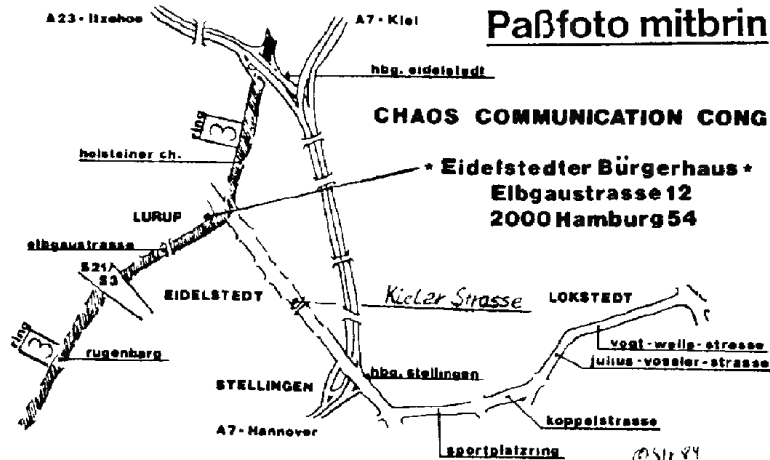 A23 - Itzehoe
A7 - Kiel
Paßfoto mitbrin
hbg. eidelstedt
CHAOS COMMUNICATION CONG
ring 3
holsteiner ch.
* Eidelstedter Bürgerhaus *
Elbgaustrasse 12
2000 Hamburg 54
LURUP
elbgaustrasse
S21/
S3
EIDELSTEDT
Kieler Strasse
LOKSTEDT
ring 3
rugenbarg
vogt-wells-strasse
julius-vosseler-strasse
hbg. stellingen
STELLINGEN
koppelstrasse
A7 - Hannover
sportplatzring